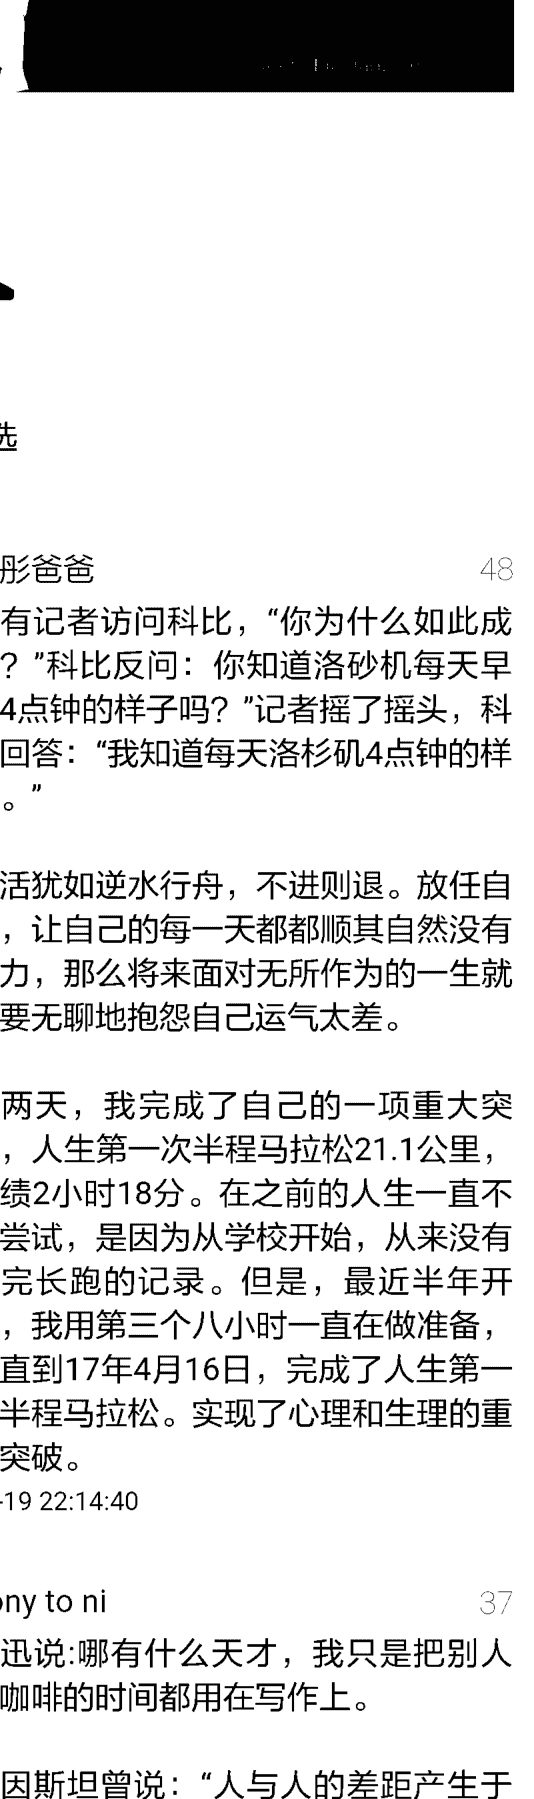 选
彤爸爸
48
有记者访问科比，“你为什么如此成
？”科比反问：你知道洛砂机每天早
4点钟的样子吗？”记者摇了摇头，科
回答：“我知道每天洛杉矶4点钟的样
。”
活犹如逆水行舟，不进则退。放任自
，让自己的每一天都都顺其自然没有
力，那么将来面对无所作为的一生就
要无聊地抱怨自己运气太差。
两天，我完成了自己的一项重大突
，人生第一次半程马拉松21.1公里，
绩2小时18分。在之前的人生一直不
尝试，是因为从学校开始，从来没有
完长跑的记录。但是，最近半年开
，我用第三个八小时一直在做准备，
直到17年4月16日，完成了人生第一
半程马拉松。实现了心理和生理的重
突破。
-19 22:14:40
ony to ni
37
迅说:哪有什么天才，我只是把别人
咖啡的时间都用在写作上。
因斯坦曾说：“人与人的差距产生于